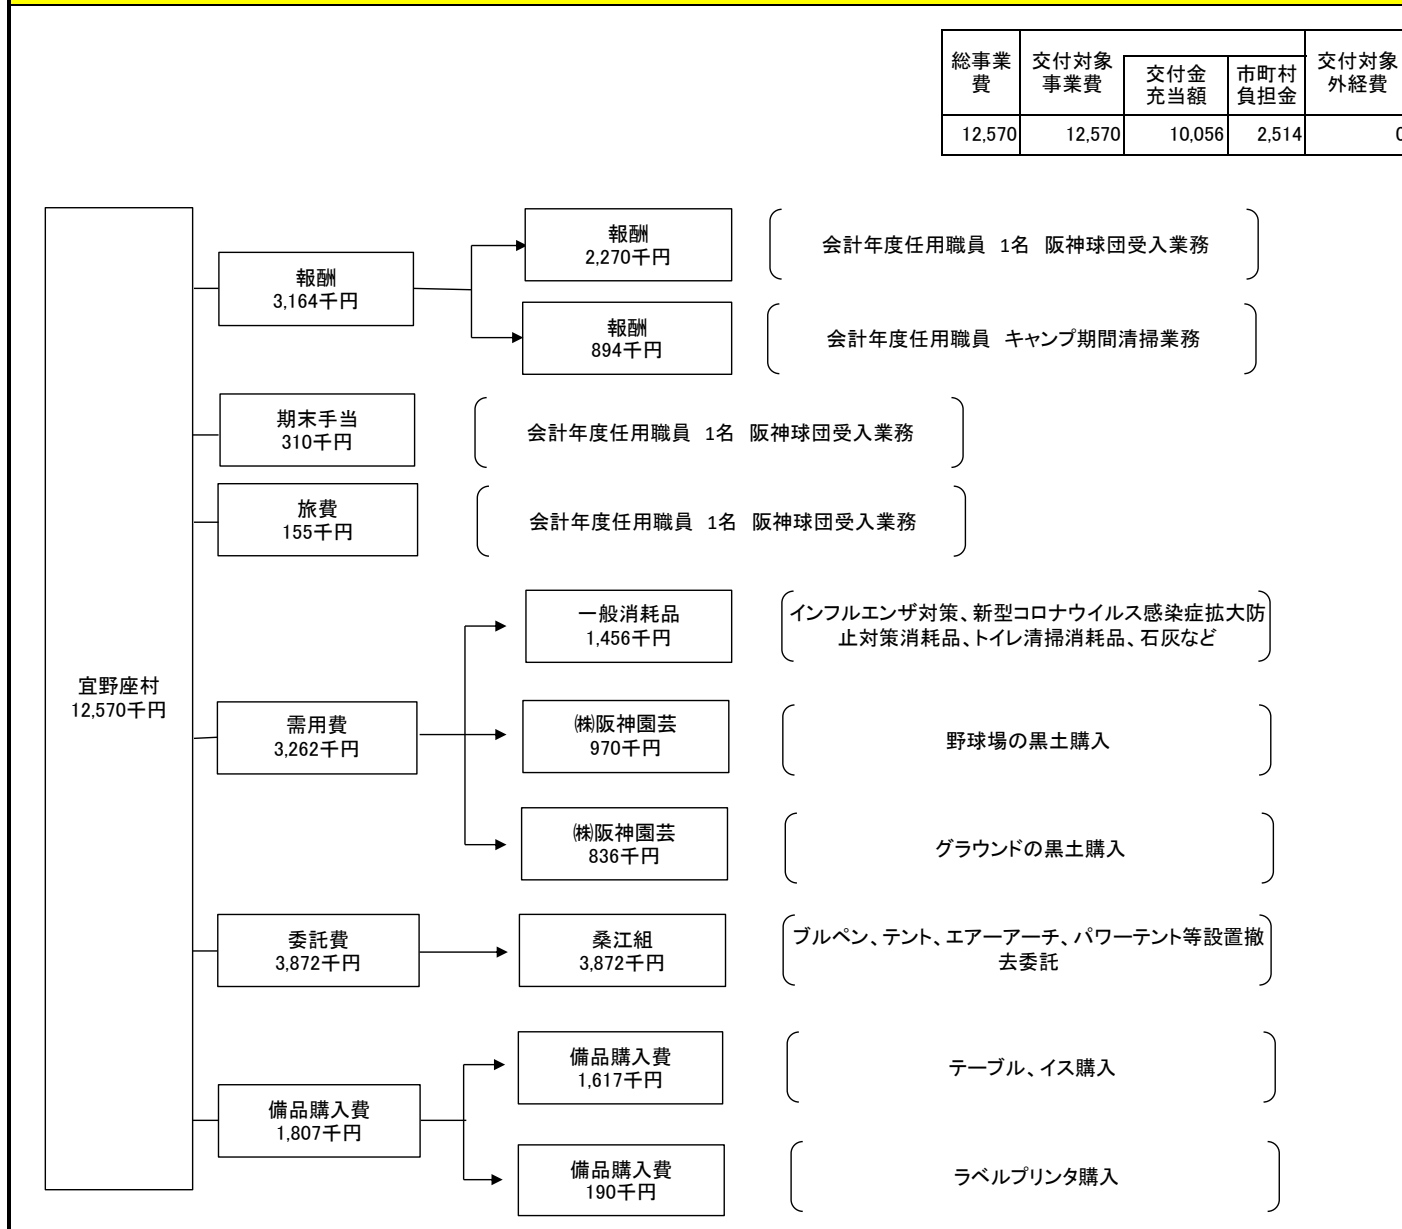 総事業
費
交付対象
事業費
交付金
充当額
市町村
負担金
交付対象
外経費
12,570
12,570
10,056
2,514
0
宜野座村
12,570千円
報酬
3,164千円
報酬
2,270千円
会計年度任用職員 1名 阪神球団受入業務
報酬
894千円
会計年度任用職員 キャンプ期間清掃業務
期末手当
310千円
会計年度任用職員 1名 阪神球団受入業務
旅費
155千円
会計年度任用職員 1名 阪神球団受入業務
需用費
3,262千円
一般消耗品
1,456千円
インフルエンザ対策、新型コロナウイルス感染症拡大防
止対策消耗品、トイレ清掃消耗品、石灰など
㈱阪神園芸
970千円
野球場の黒土購入
㈱阪神園芸
836千円
グラウンドの黒土購入
委託費
3,872千円
桑江組
3,872千円
ブルペン、テント、エアーアーチ、パワーテント等設置撤
去委託
備品購入費
1,807千円
備品購入費
1,617千円
テーブル、イス購入
備品購入費
190千円
ラベルプリンタ購入